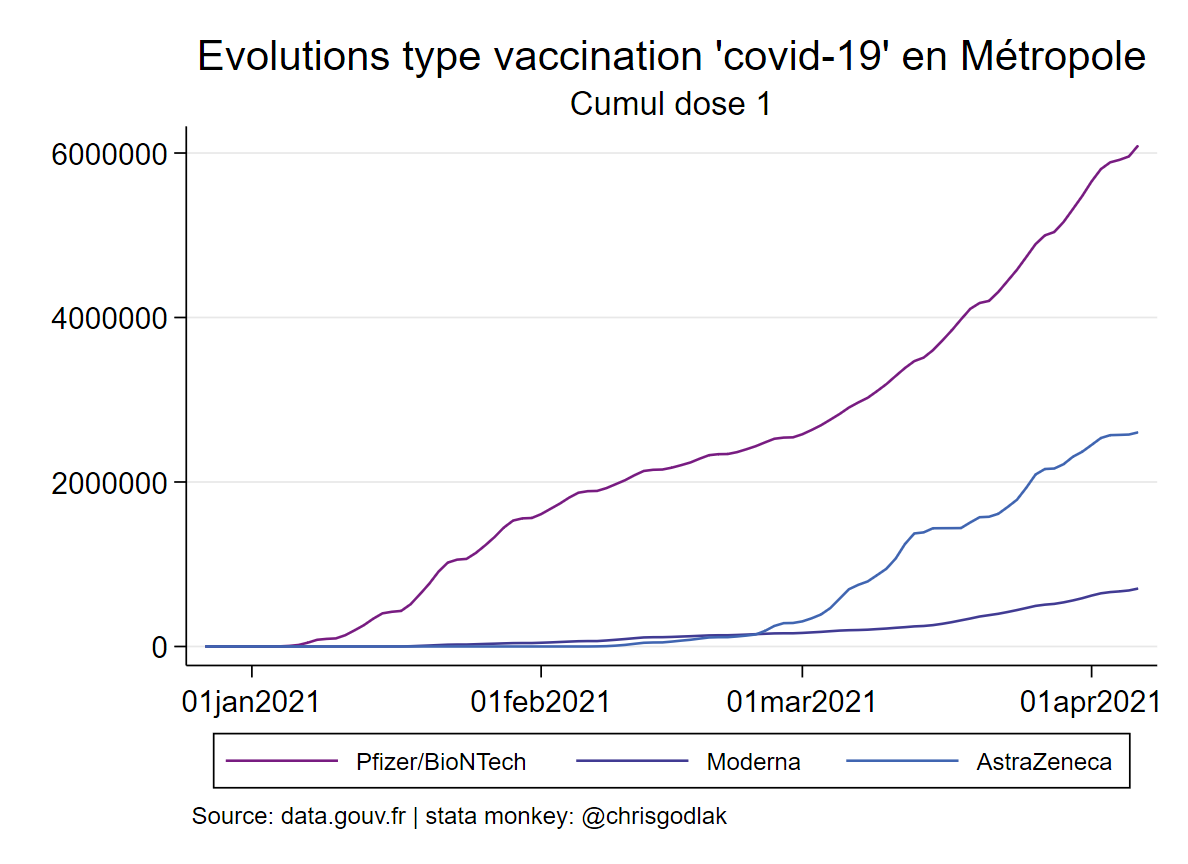 Evolutions type vaccination 'covid-19' en Métropole
Cumul dose 1
6000000
4000000
2000000
0
01jan2021 01feb2021 01mar2021 01apr2021
Pfizer/BioNTech Moderna AstraZeneca
Source: data.gouv.fr | stata monkey: @chrisgodlak